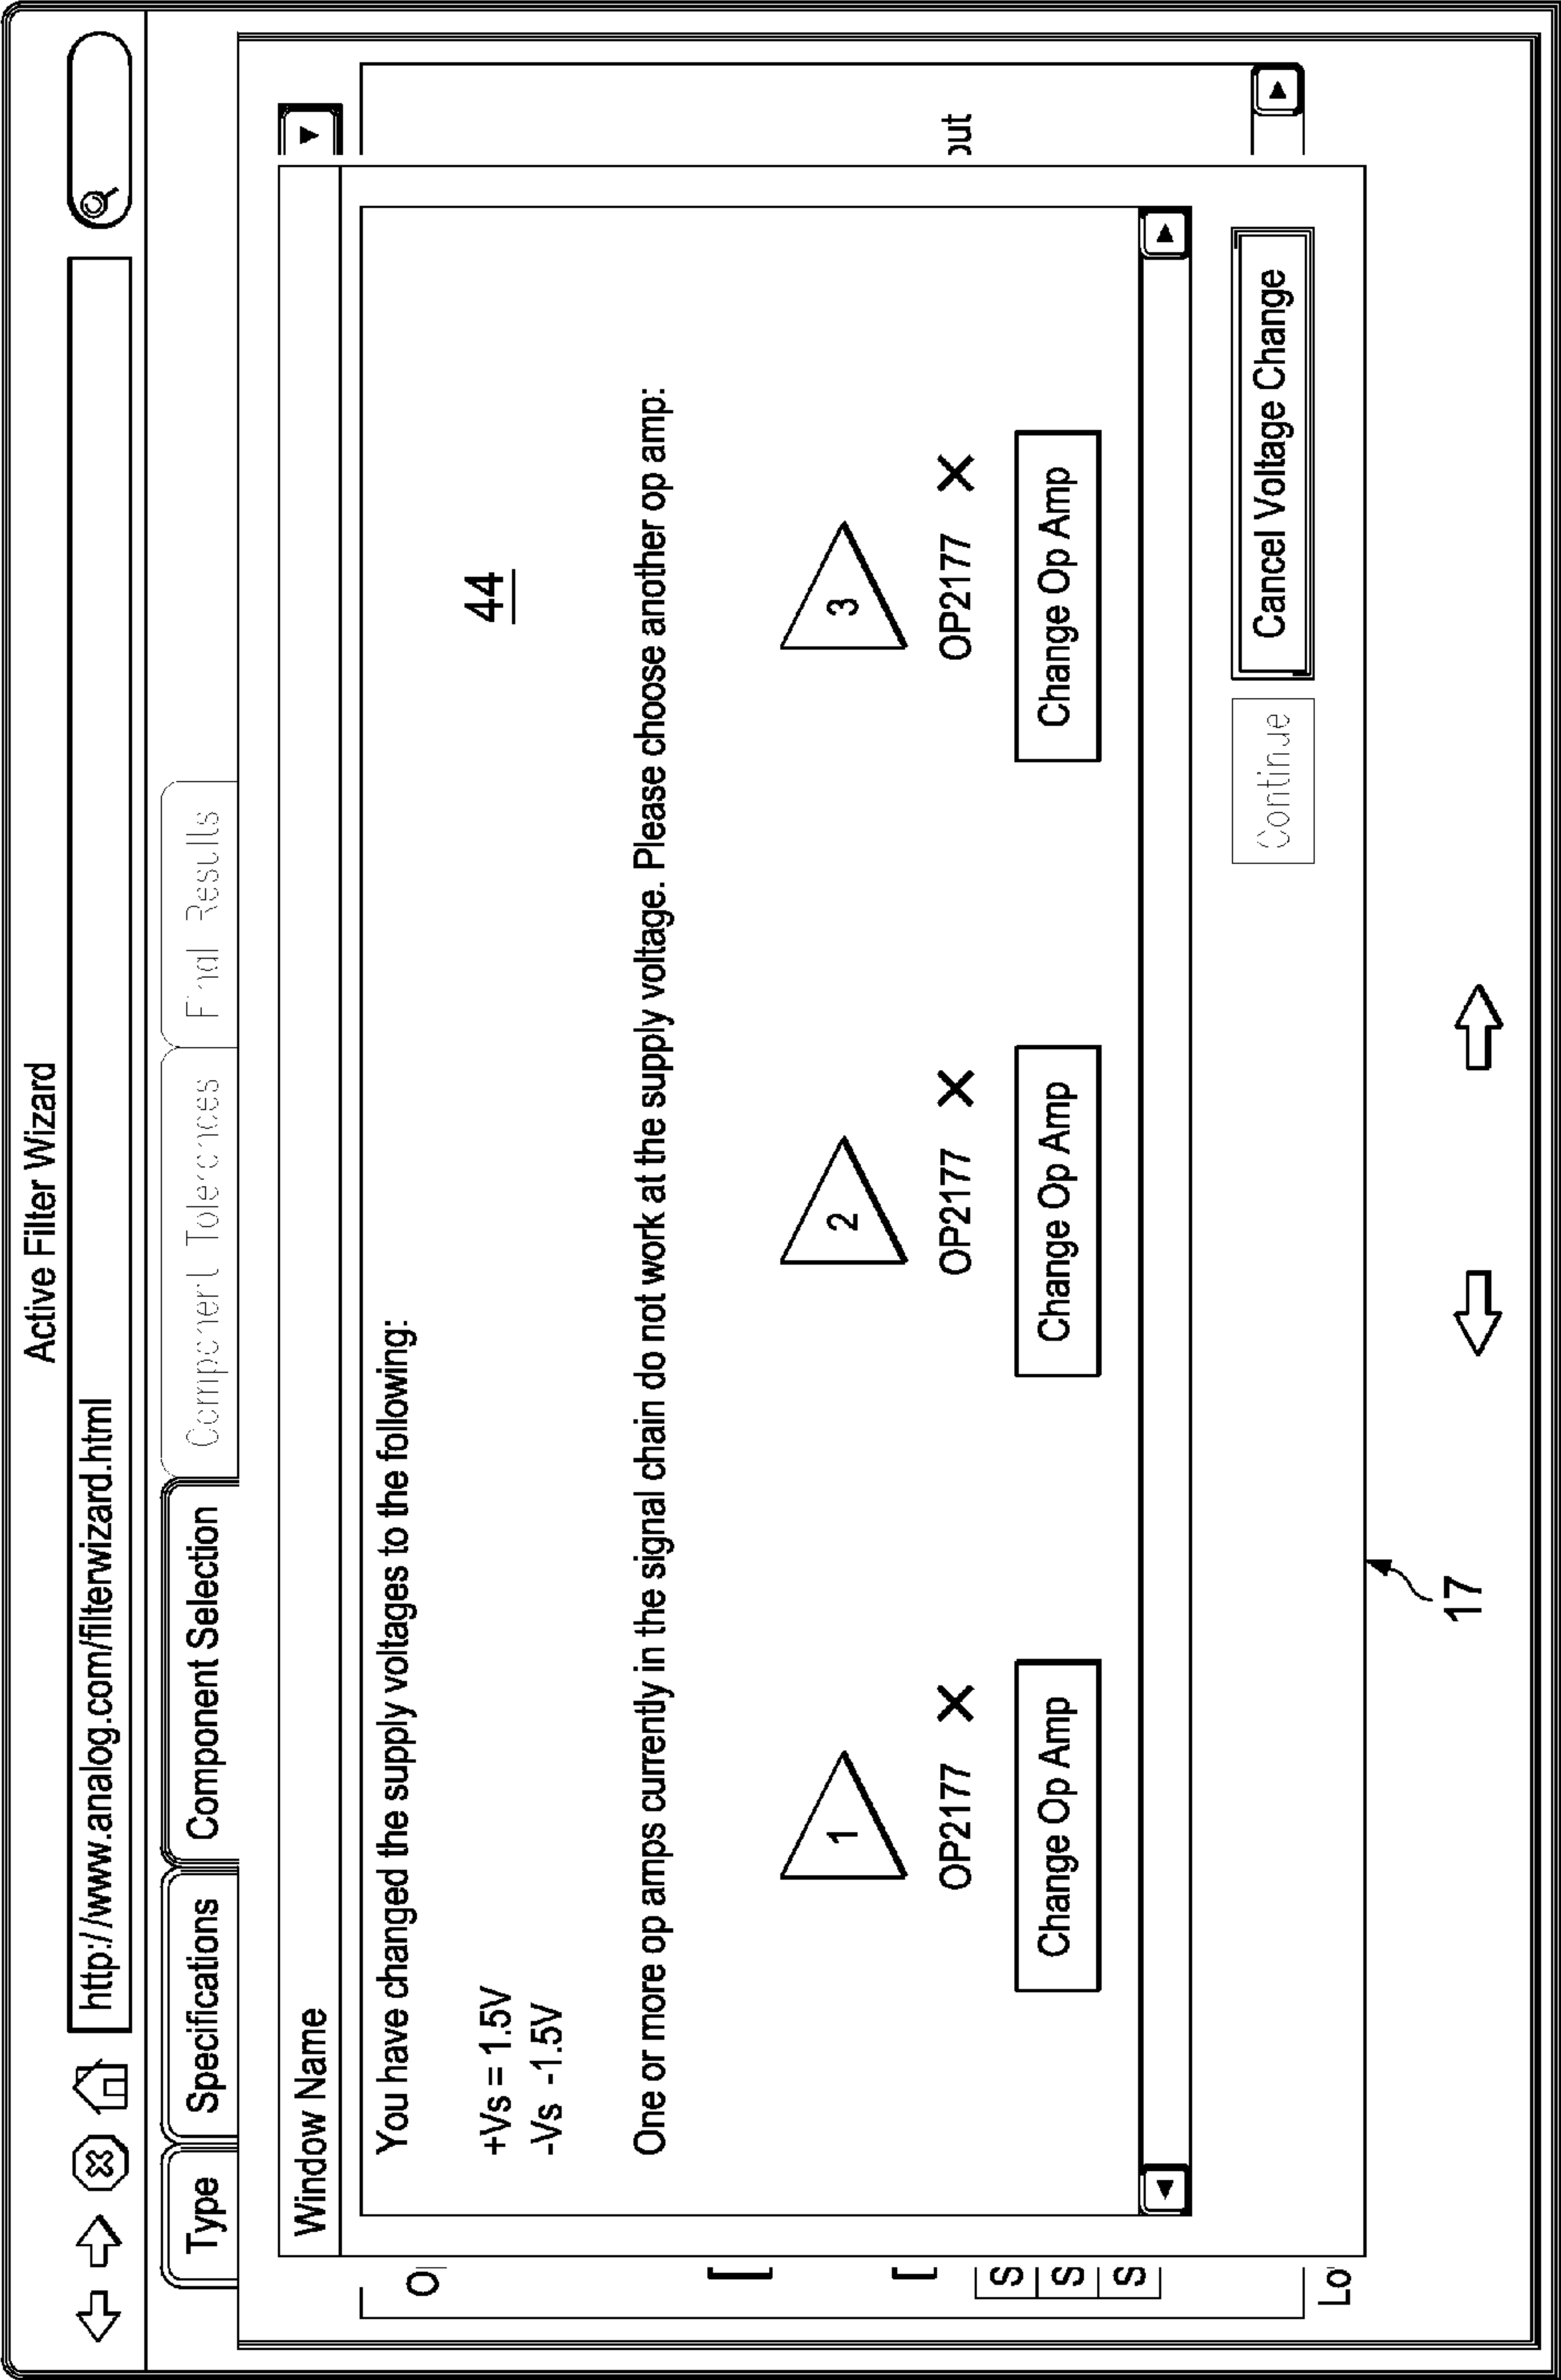 Active Filter Wizard
http://www.analog.com/filterwizard.html
Type Specifications Component Selection Component Tolerances Final Results
Window Name
You have changed the supply voltages to the following:
44
+Vs = 1.5V
-Vs -1.5V
One or more op amps currently in the signal chain do not work at the supply voltage. Please choose another op amp:
1 2 3
OP2177 X OP2177 X OP2177 X
Change Op Amp Change Op Amp Change Op Amp
Continue Cancel Voltage Change
S
S
S
Lo
17